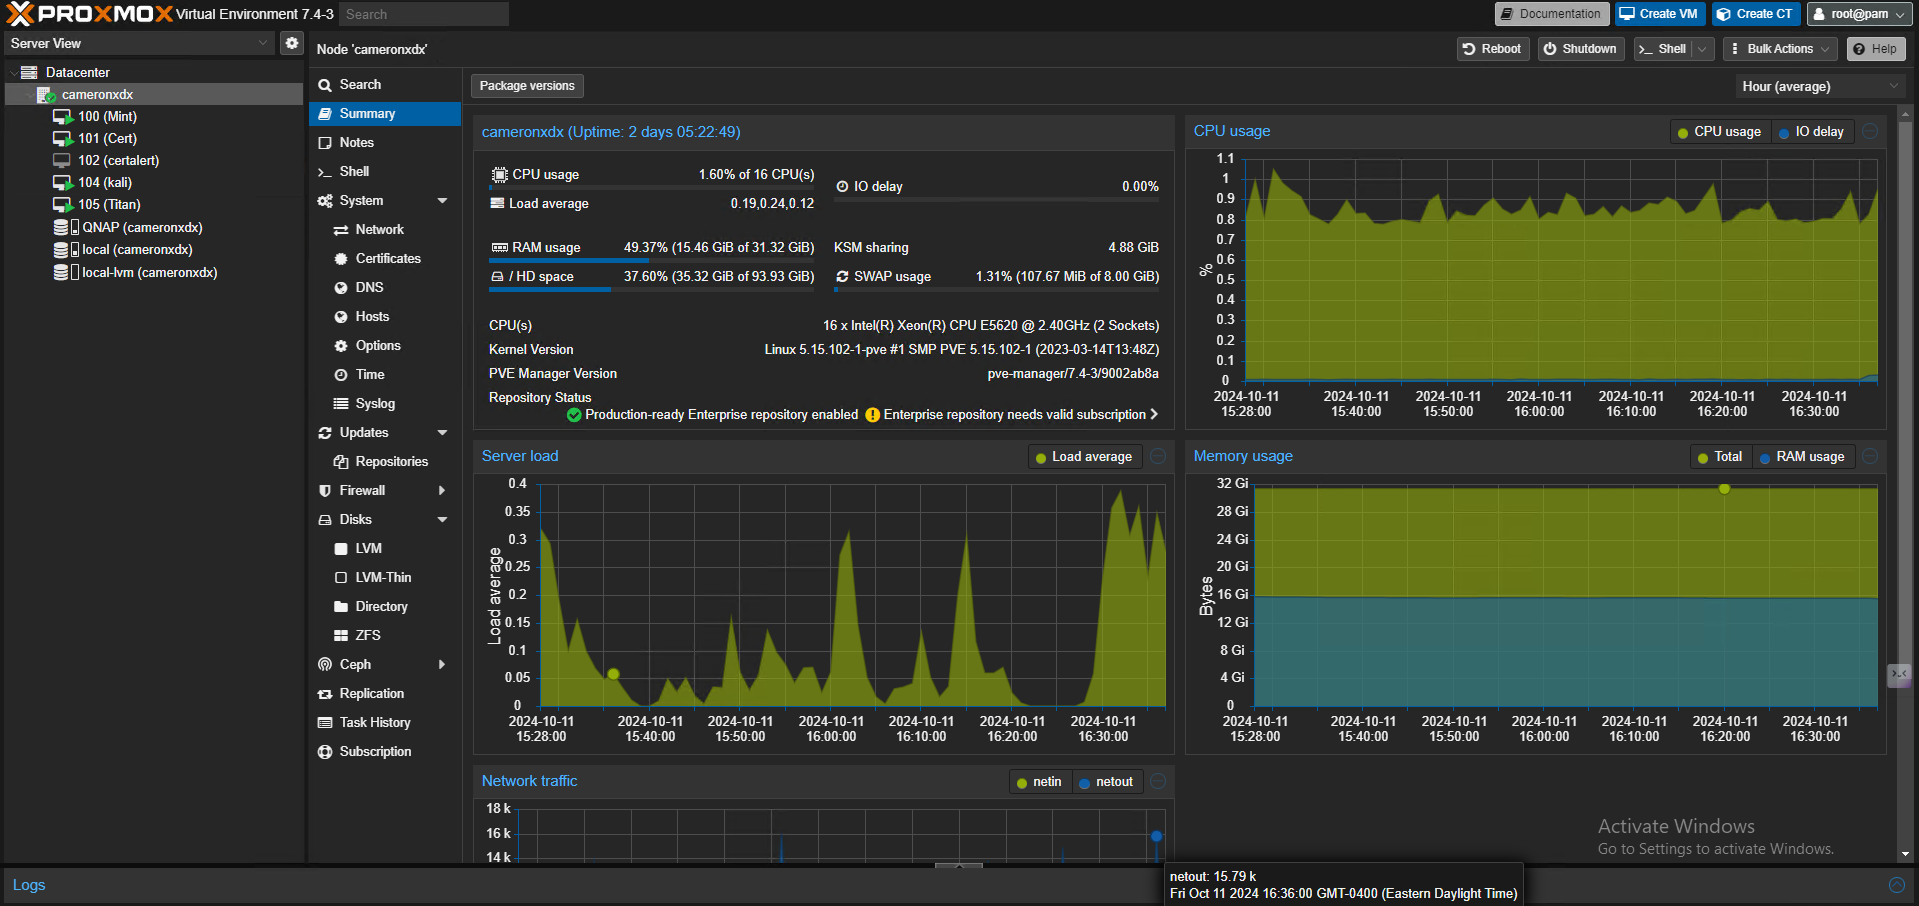 PROXMOX Virtual Environment 7.4-3 Search Documentation Create VM Create CT root@pam
Server View
Node 'cameronxdx' Reboot Shutdown >_ Shell Bulk Actions Help
Datacenter
cameronxdx
100 (Mint)
101 (Cert)
102 (certalert)
104 (kali)
105 (Titan)
QNAP (cameronxdx)
local (cameronxdx)
local-lvm (cameronxdx)
Search
Summary
Notes
>_ Shell
System
Network
Certificates
DNS
Hosts
Options
Time
Syslog
Updates
Repositories
Firewall
Disks
LVM
LVM-Thin
Directory
ZFS
Ceph
Replication
Task History
Subscription
Package versions Hour (average)
cameronxdx (Uptime: 2 days 05:22:49)
CPU usage 1.60% of 16 CPU(s)
IO delay 0.00%
Load average 0.19,0.24,0.12
RAM usage 49.37% (15.46 GiB of 31.32 GiB)
KSM sharing 4.88 GiB
/ HD space 37.60% (35.32 GiB of 93.93 GiB)
SWAP usage 1.31% (107.67 MiB of 8.00 GiB)
CPU(s) 16 x Intel(R) Xeon(R) CPU E5620 @ 2.40GHz (2 Sockets)
Kernel Version Linux 5.15.102-1-pve #1 SMP PVE 5.15.102-1 (2023-03-14T13:48Z)
PVE Manager Version pve-manager/7.4-3/9002ab8a
Repository Status
Production-ready Enterprise repository enabled Enterprise repository needs valid subscription
CPU usage CPU usage IO delay
1.1
1
0.9
0.8
0.7
0.6
%
0.5
0.4
0.3
0.2
0.1
0
2024-10-11 2024-10-11 2024-10-11 2024-10-11 2024-10-11 2024-10-11 2024-10-11
15:28:00 15:40:00 15:50:00 16:00:00 16:10:00 16:20:00 16:30:00
Server load Load average
0.4
0.35
0.3
0.25
0.2
Load average
0.15
0.1
0.05
0
2024-10-11 2024-10-11 2024-10-11 2024-10-11 2024-10-11 2024-10-11 2024-10-11
15:28:00 15:40:00 15:50:00 16:00:00 16:10:00 16:20:00 16:30:00
Memory usage Total RAM usage
32 Gi
28 Gi
24 Gi
20 Gi
16 Gi
Bytes
12 Gi
8 Gi
4 Gi
0
2024-10-11 2024-10-11 2024-10-11 2024-10-11 2024-10-11 2024-10-11 2024-10-11
15:28:00 15:40:00 15:50:00 16:00:00 16:10:00 16:20:00 16:30:00
Network traffic netin netout
18 k
16 k
14 k
Activate Windows
Go to Settings to activate Windows.
netout: 15.79 k
Fri Oct 11 2024 16:36:00 GMT-0400 (Eastern Daylight Time)
Logs